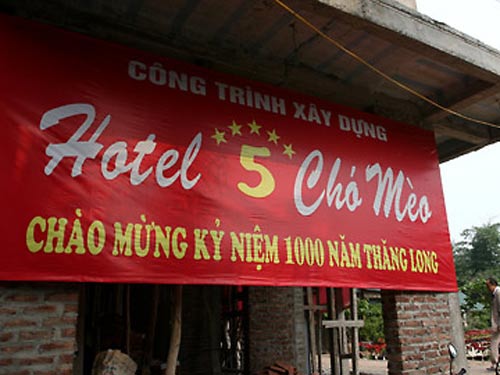 CÔNG TRÌNH XÂY DỰNG
Hotel 5 Chó Mèo
CHÀO MỪNG KỶ NIỆM 1000 NĂM THĂNG LONG